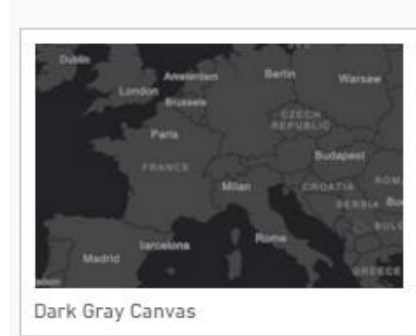 Dublin
Amsterdam
Berlin
Warsaw
London
Brussels
CZECH
REPUBLIC
Paris
Budapest
FRANCE
Milan
CROATIA
SERBIA
Rome
Barcelona
Madrid
GREECE
Dark Gray Canvas